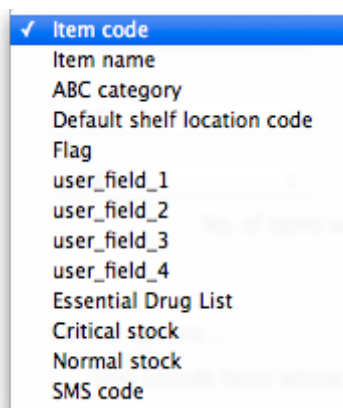 Item code
Item name
ABC category
Default shelf location code
Flag
user_field_1
user_field_2
user_field_3
user_field_4
Essential Drug List
Critical stock
Normal stock
SMS code